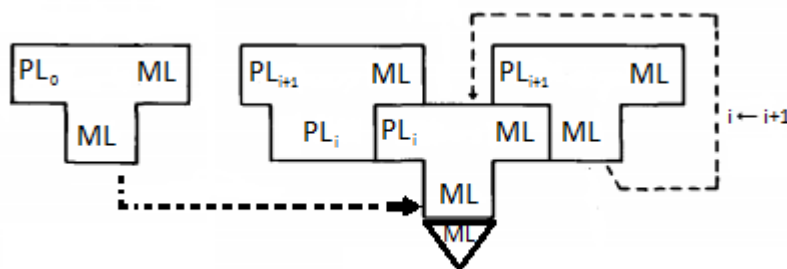 PL₀ ML
ML
PLᵢ₊₁ ML
PLᵢ
PLᵢ ML
ML
ML
PLᵢ₊₁ ML
ML
i ← i+1